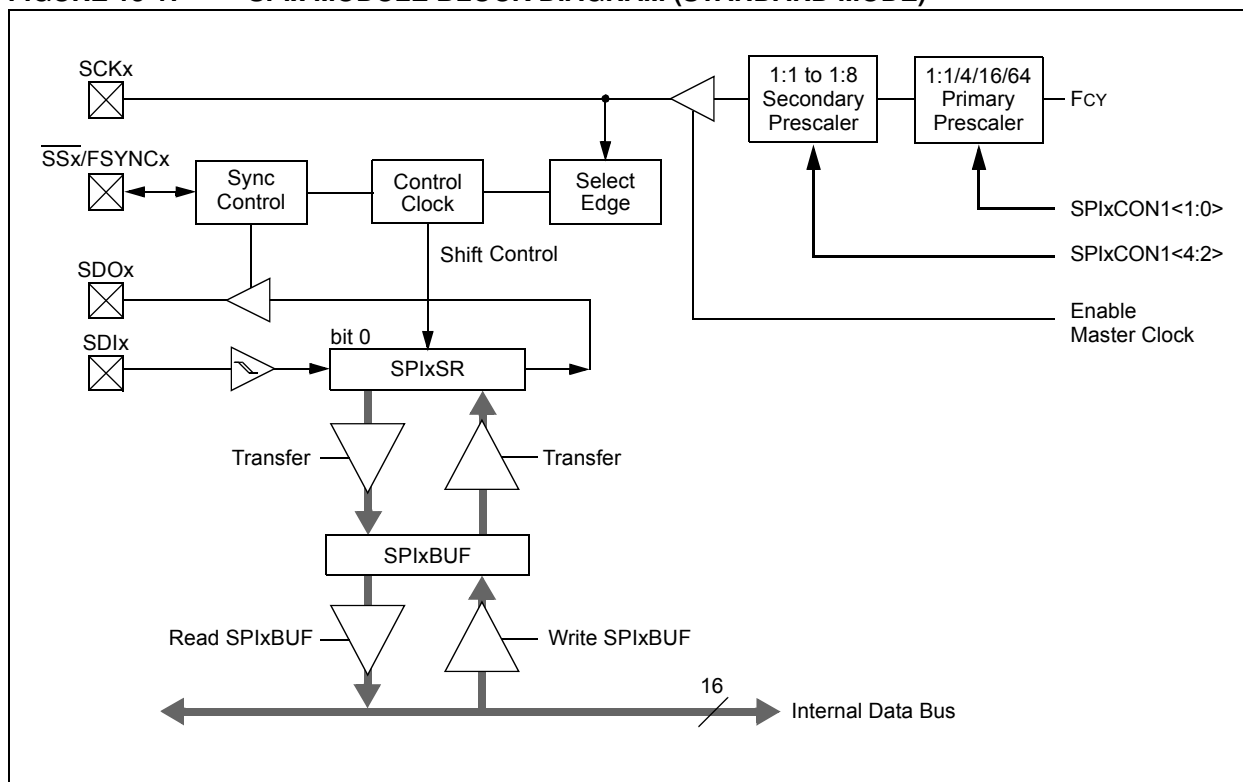 SCKx
SSx/FSYNCx
Sync
Control
Control
Clock
Select
Edge
1:1 to 1:8
Secondary
Prescaler
1:1/4/16/64
Primary
Prescaler
FCY
SPIxCON1<1:0>
SPIxCON1<4:2>
Enable
Master Clock
Shift Control
SDOx
SDIx
bit 0
SPIxSR
Transfer
Transfer
SPIxBUF
Read SPIxBUF
Write SPIxBUF
16
Internal Data Bus